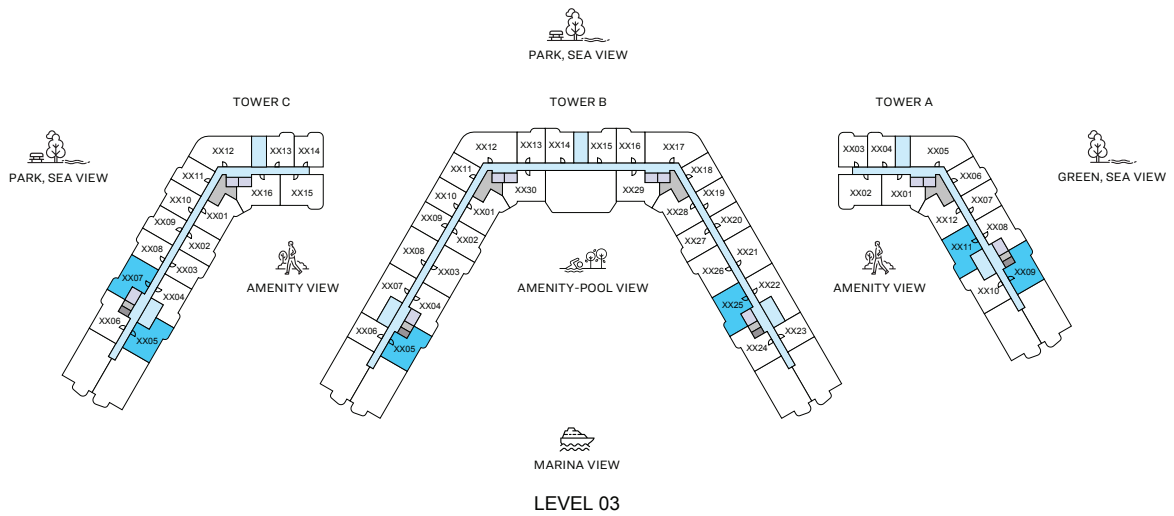 PARK, SEA VIEW
TOWER C
TOWER B
TOWER A
PARK, SEA VIEW
GREEN, SEA VIEW
XX12
XX13
XX14
XX11
XX10
XX09
XX08
XX07
XX06
XX05
XX04
XX03
XX02
XX01
XX16
XX15
AMENITY VIEW
XX12
XX13
XX14
XX15
XX16
XX17
XX11
XX10
XX09
XX08
XX07
XX06
XX05
XX04
XX03
XX02
XX01
XX30
XX29
XX28
XX27
XX26
XX25
XX24
XX23
XX22
XX21
XX20
XX19
XX18
AMENITY-POOL VIEW
XX03
XX04
XX05
XX02
XX01
XX06
XX07
XX08
XX09
XX10
XX11
XX12
AMENITY VIEW
MARINA VIEW
LEVEL 03